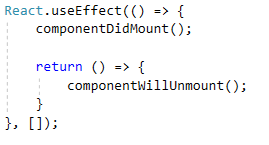 React.useEffect(() => {
    componentDidMount();

    return () => {
        componentWillUnmount();
    }
}, []);